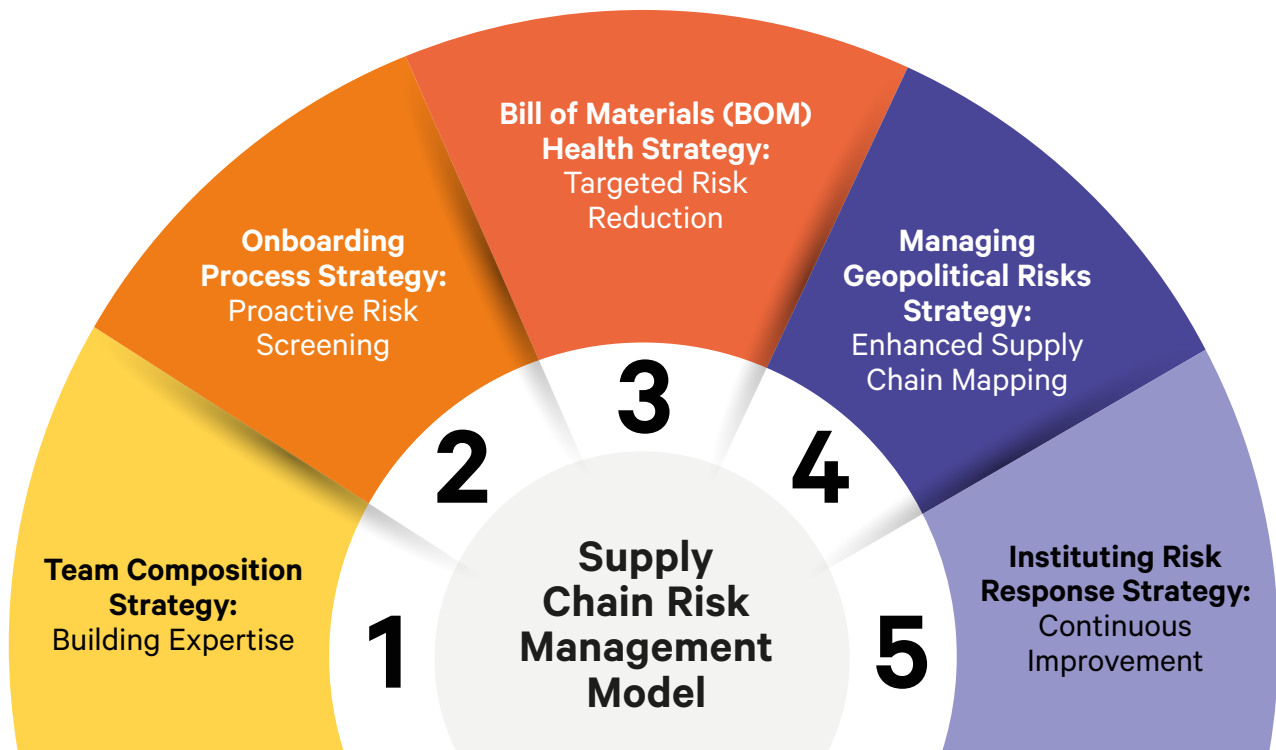 Team Composition
Strategy:
Building Expertise
1
Onboarding
Process Strategy:
Proactive Risk
Screening
2
Bill of Materials (BOM)
Health Strategy:
Targeted Risk
Reduction
3
Managing
Geopolitical Risks
Strategy:
Enhanced Supply
Chain Mapping
4
Instituting Risk
Response Strategy:
Continuous
Improvement
5
Supply
Chain Risk
Management
Model